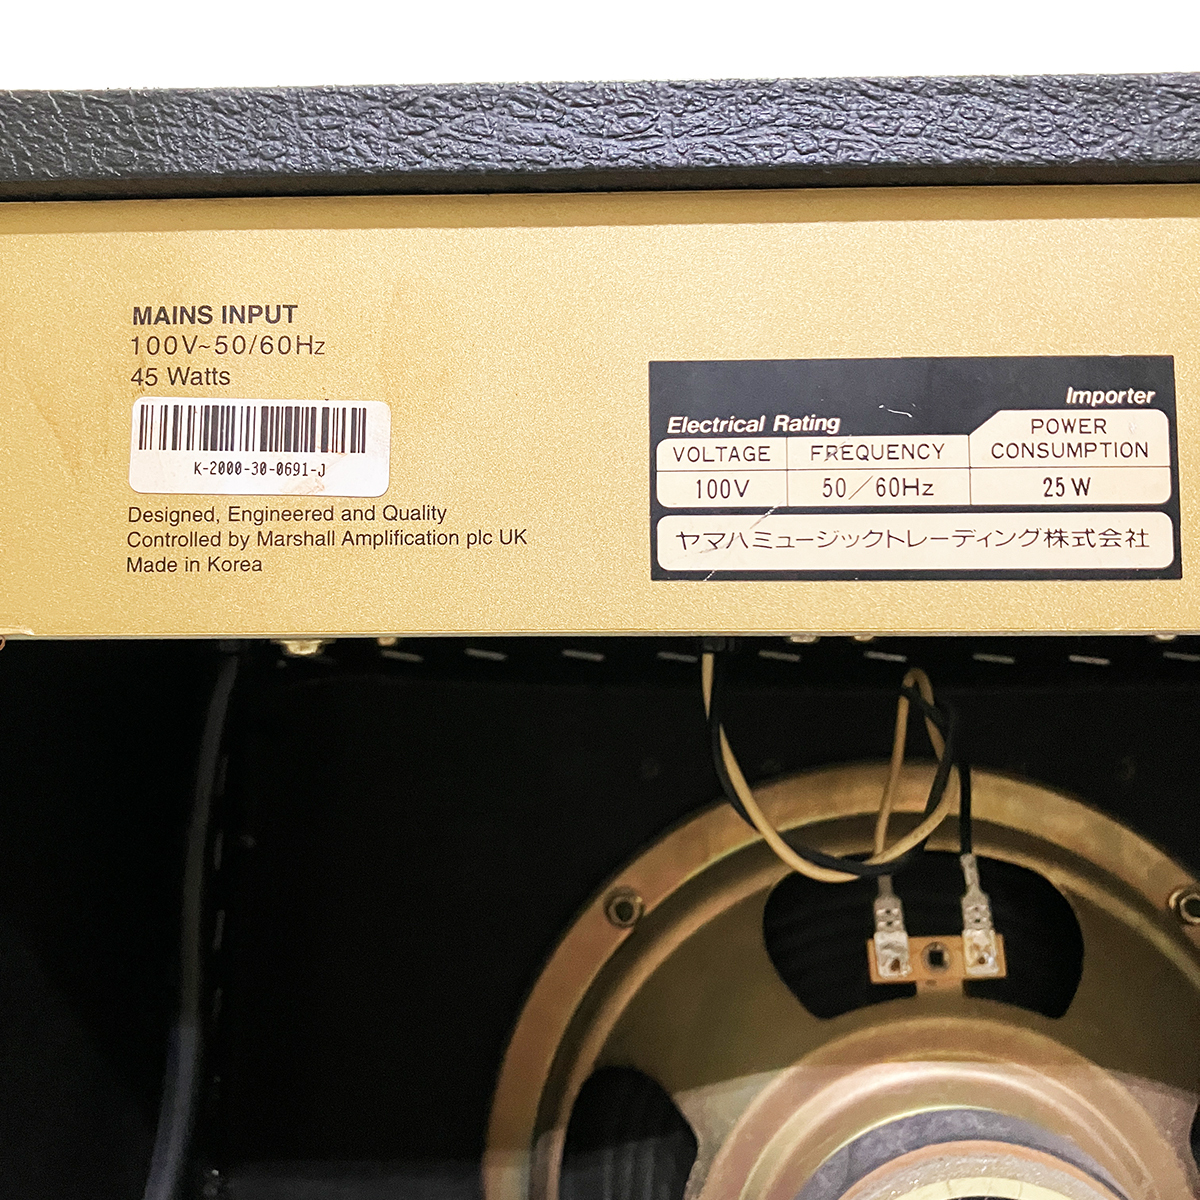 MAINS INPUT
100V~50/60Hz
45 Watts
K-2000-30-0691-J
Designed, Engineered and Quality
Controlled by Marshall Amplification plc UK
Made in Korea
Importer
Electrical Rating
VOLTAGE
FREQUENCY
POWER
CONSUMPTION
100V
50/60Hz
25W
ヤマハミュージックトレーディング株式会社